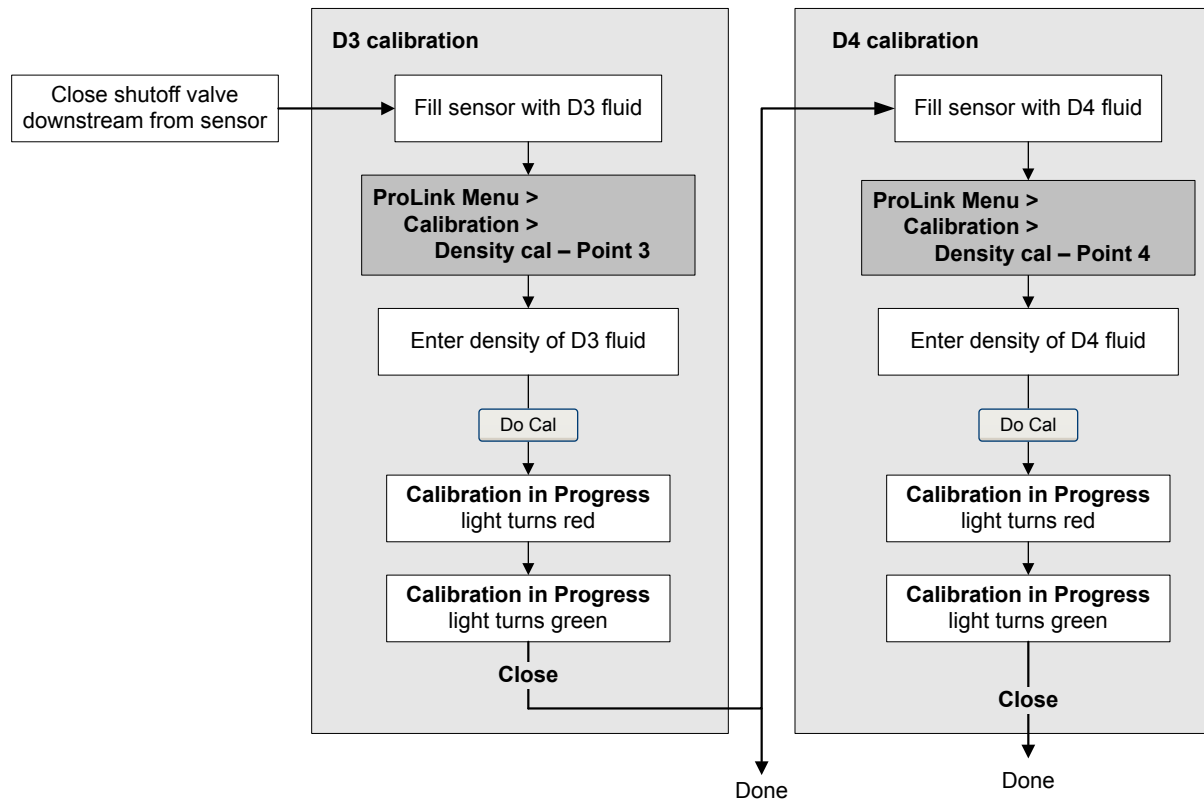 Close shutoff valve
downstream from sensor
D3 calibration
Fill sensor with D3 fluid
ProLink Menu >
Calibration >
Density cal – Point 3
Enter density of D3 fluid
Do Cal
Calibration in Progress
light turns red
Calibration in Progress
light turns green
Close
Done
D4 calibration
Fill sensor with D4 fluid
ProLink Menu >
Calibration >
Density cal – Point 4
Enter density of D4 fluid
Do Cal
Calibration in Progress
light turns red
Calibration in Progress
light turns green
Close
Done